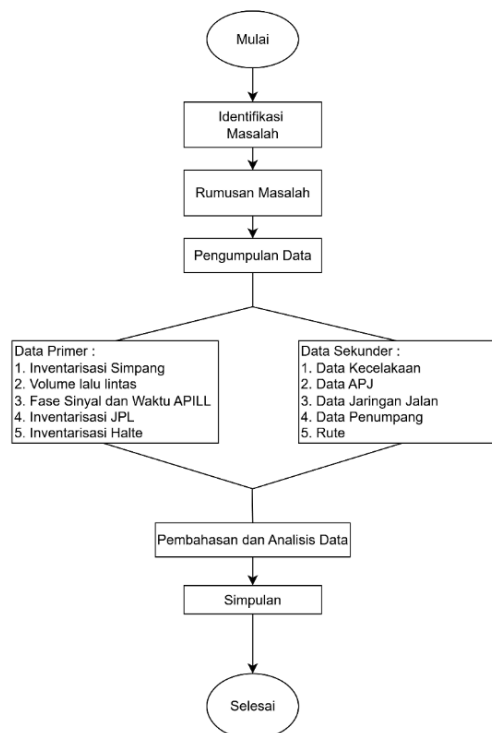 Mulai
Identifikasi
Masalah
Rumusan Masalah
Pengumpulan Data
Data Primer :
1. Inventarisasi Simpang
2. Volume lalu lintas
3. Fase Sinyal dan Waktu APILL
4. Inventarisasi JPL
5. Inventarisasi Halte
Data Sekunder :
1. Data Kecelakaan
2. Data APJ
3. Data Jaringan Jalan
4. Data Penumpang
5. Rute
Pembahasan dan Analisis Data
Simpulan
Selesai